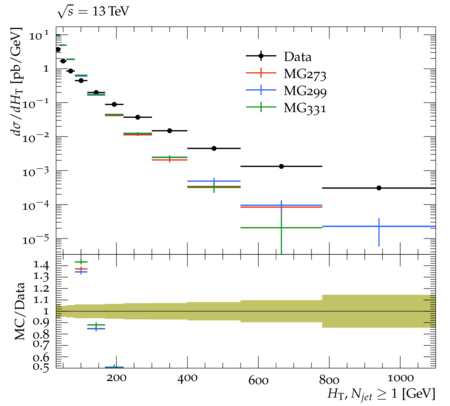 √s = 13 TeV
dσ/dH_T [pb/GeV]
10^1
1
10^−1
10^−2
10^−3
10^−4
10^−5
Data
MG273
MG299
MG331
MC/Data
1.4
1.3
1.2
1.1
1
0.9
0.8
0.7
0.6
0.5
200 400 600 800 1000
H_T, N_jet ≥ 1 [GeV]